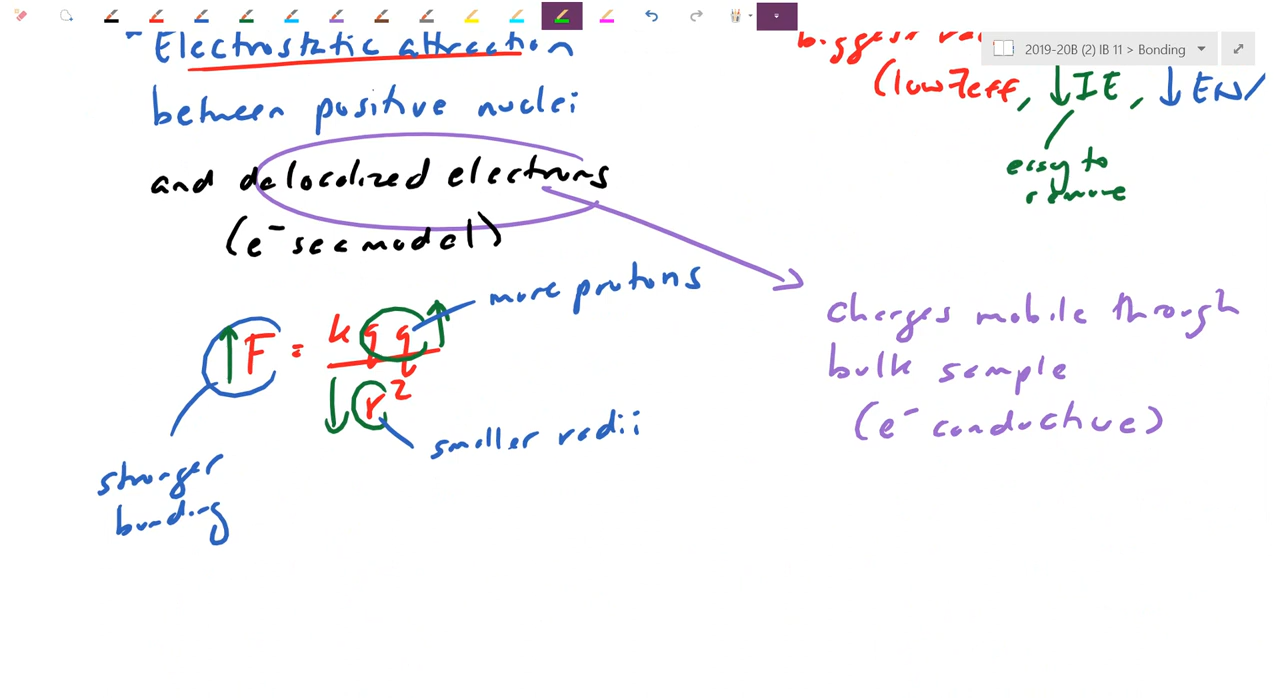 - Electrostatic attraction
between positive nuclei
and delocalized electrons
(e⁻ sea model)
↑F = k q q ↑
↓ r²
more protons
smaller radii
stronger
bonding
2019-20B (2) IB 11 > Bonding
biggest
(low Zeff, ↓IE, ↓EN/
easy to
remove
charges mobile through
bulk sample
(e⁻ conductive)